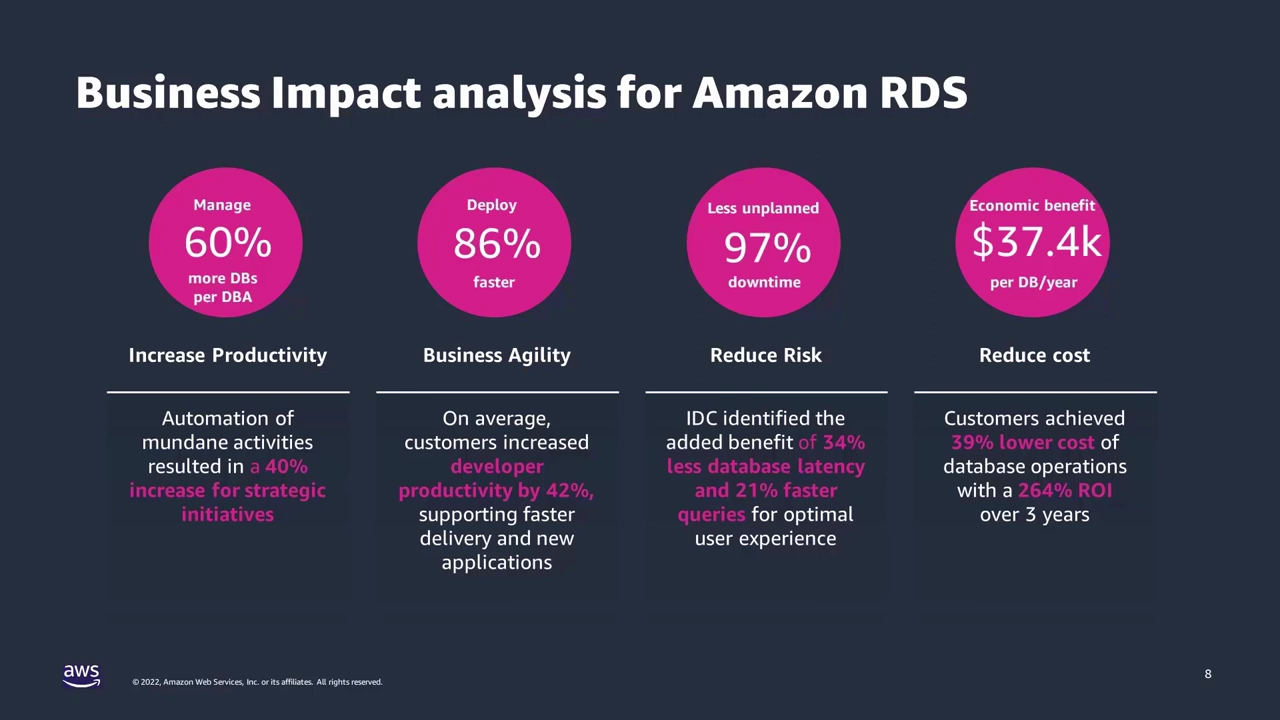 Business Impact analysis for Amazon RDS
Manage
60%
more DBs
per DBA
Increase Productivity
Automation of
mundane activities
resulted in a 40%
increase for strategic
initiatives
Deploy
86%
faster
Business Agility
On average,
customers increased
developer
productivity by 42%,
supporting faster
delivery and new
applications
Less unplanned
97%
downtime
Reduce Risk
IDC identified the
added benefit of 34%
less database latency
and 21% faster
queries for optimal
user experience
Economic benefit
$37.4k
per DB/year
Reduce cost
Customers achieved
39% lower cost of
database operations
with a 264% ROI
over 3 years
aws
© 2022, Amazon Web Services, Inc. or its affiliates. All rights reserved.
8